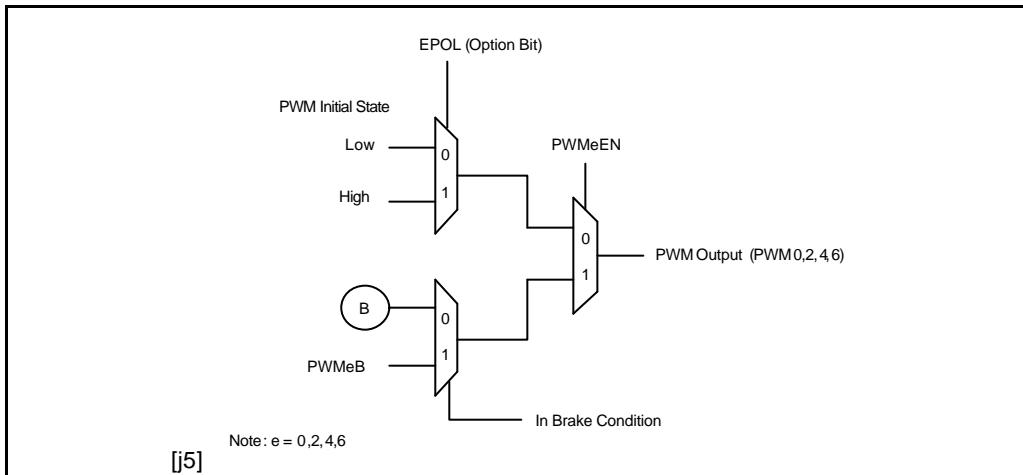 EPOL (Option Bit)
PWM Initial State
Low
0
High
1
PWMeEN
0
1
PWM Output (PWM 0,2,4,6)
B
0
1
PWMeB
In Brake Condition
Note: e = 0,2,4,6
[j5]